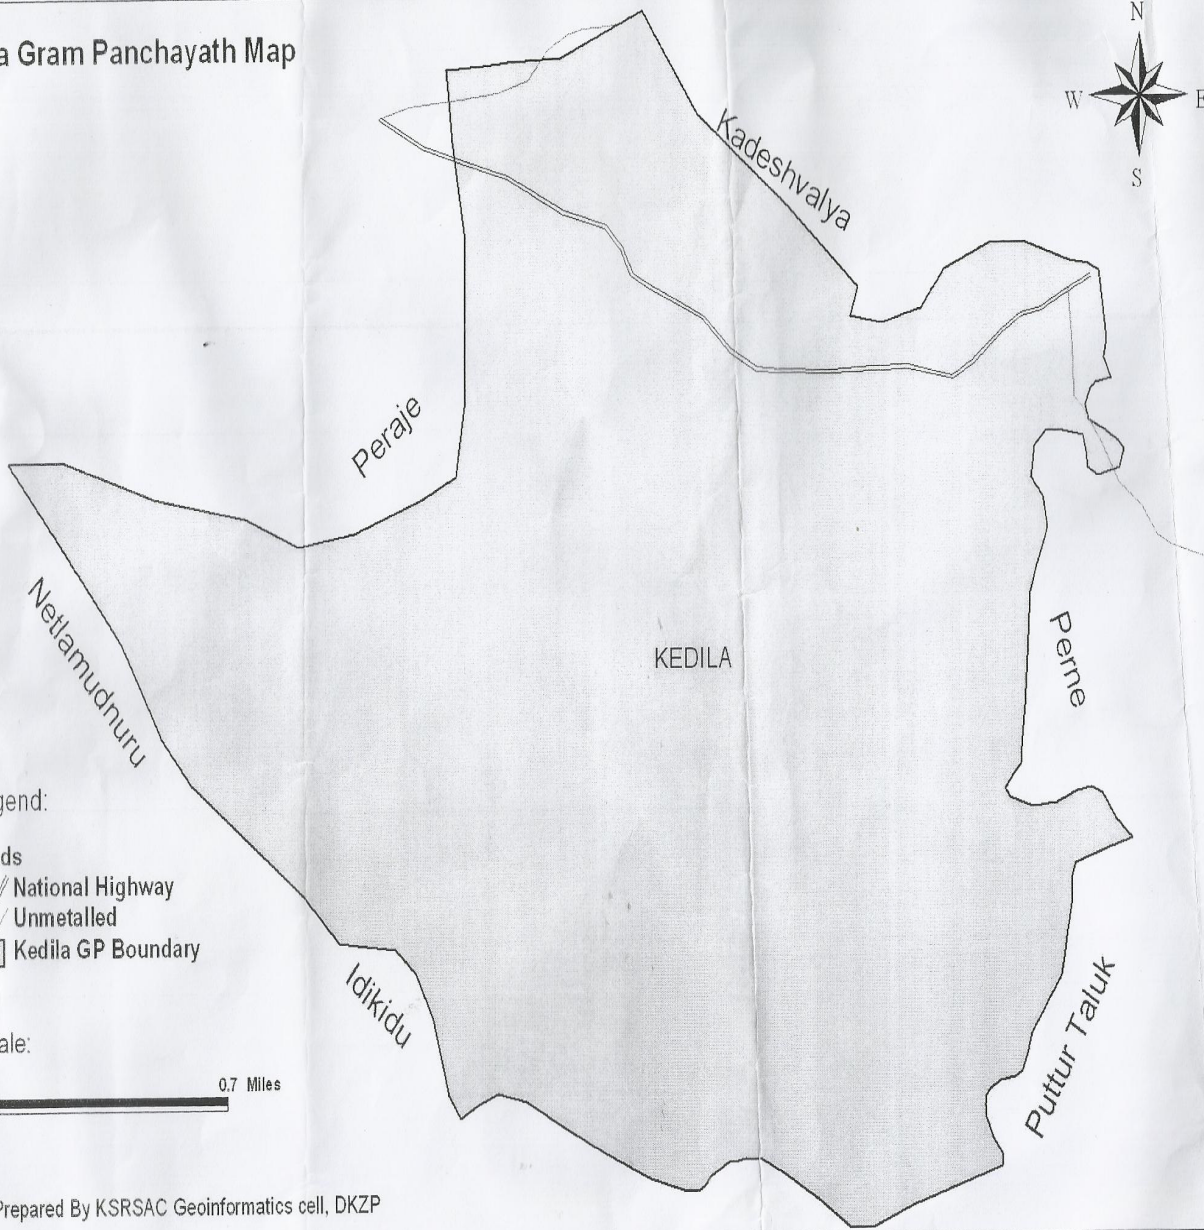 a Gram Panchayath Map
N
W
E
S
Kadeshvalya
Peraje
Netlamudnuru
KEDILA
Perne
gend:
ds
National Highway
Unmetalled
Kedila GP Boundary
Idikidu
Puttur Taluk
ale:
0.7 Miles
Prepared By KSRSAC Geoinformatics cell, DKZP